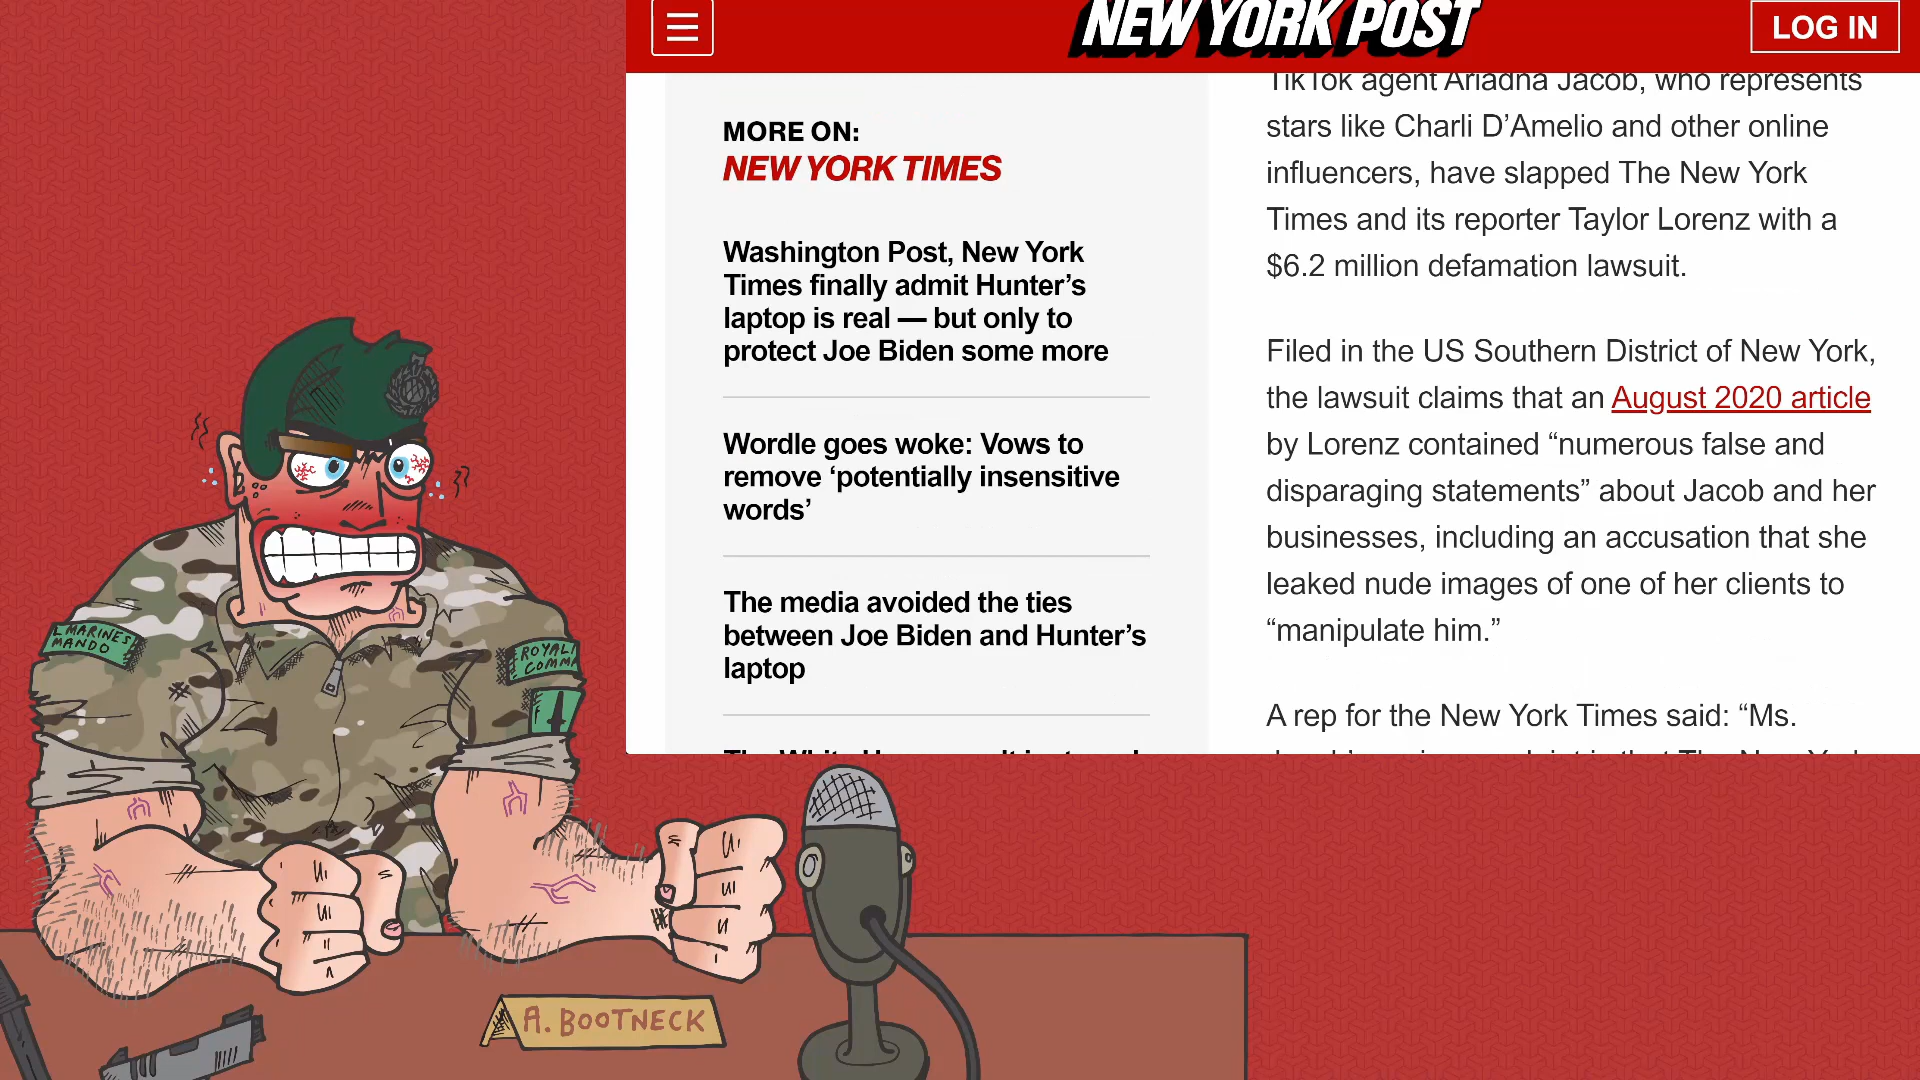 NEW YORK POST
LOG IN
MORE ON:
NEW YORK TIMES
Washington Post, New York
Times finally admit Hunter’s
laptop is real — but only to
protect Joe Biden some more
Wordle goes woke: Vows to
remove ‘potentially insensitive
words’
The media avoided the ties
between Joe Biden and Hunter’s
laptop
TikTok agent Ariadna Jacob, who represents
stars like Charli D’Amelio and other online
influencers, have slapped The New York
Times and its reporter Taylor Lorenz with a
$6.2 million defamation lawsuit.
Filed in the US Southern District of New York,
the lawsuit claims that an August 2020 article
by Lorenz contained “numerous false and
disparaging statements” about Jacob and her
businesses, including an accusation that she
leaked nude images of one of her clients to
“manipulate him.”
A rep for the New York Times said: “Ms.
L MARINES
MANDO
ROYAL
COMMA
A. BOOTNECK